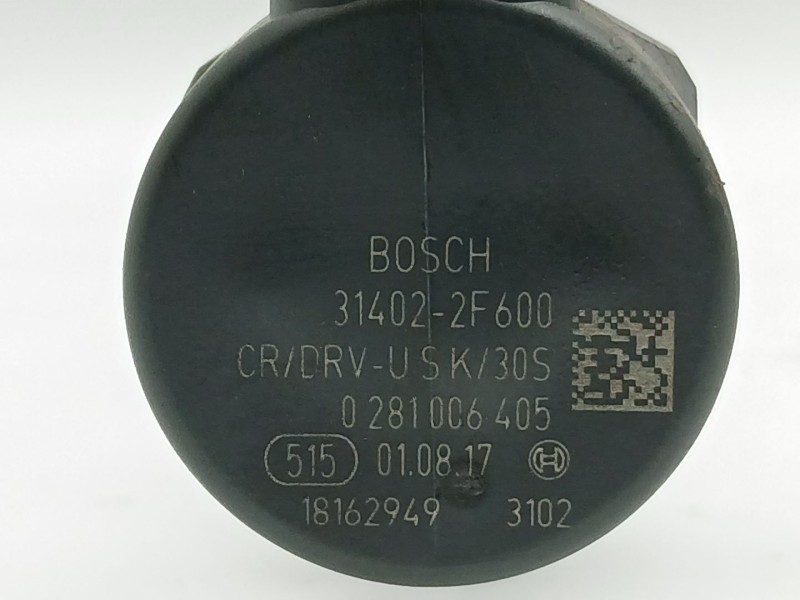 BOSCH
31402-2F600
CR/DRV-USK/30S
0 281 006 405
515 01.08.17
18162949 3102